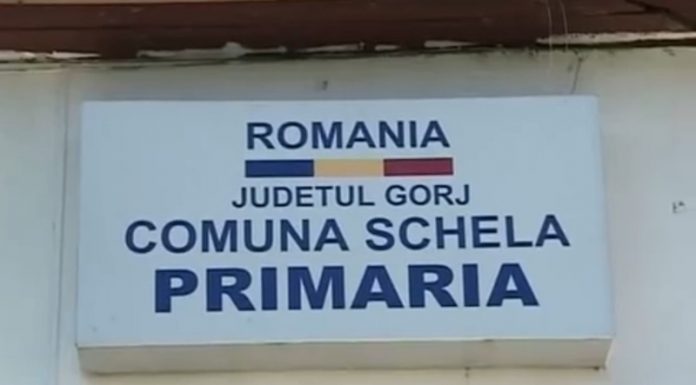 ROMANIA
JUDETUL GORJ
COMUNA SCHELA
PRIMARIA